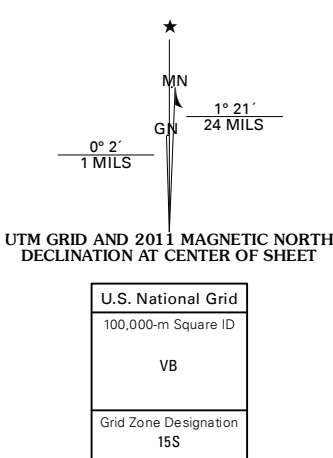 ★
MN
GN
1° 21´
24 MILS
0° 2´
1 MILS
UTM GRID AND 2011 MAGNETIC NORTH
DECLINATION AT CENTER OF SHEET
U.S. National Grid
100,000-m Square ID
VB
Grid Zone Designation
15S